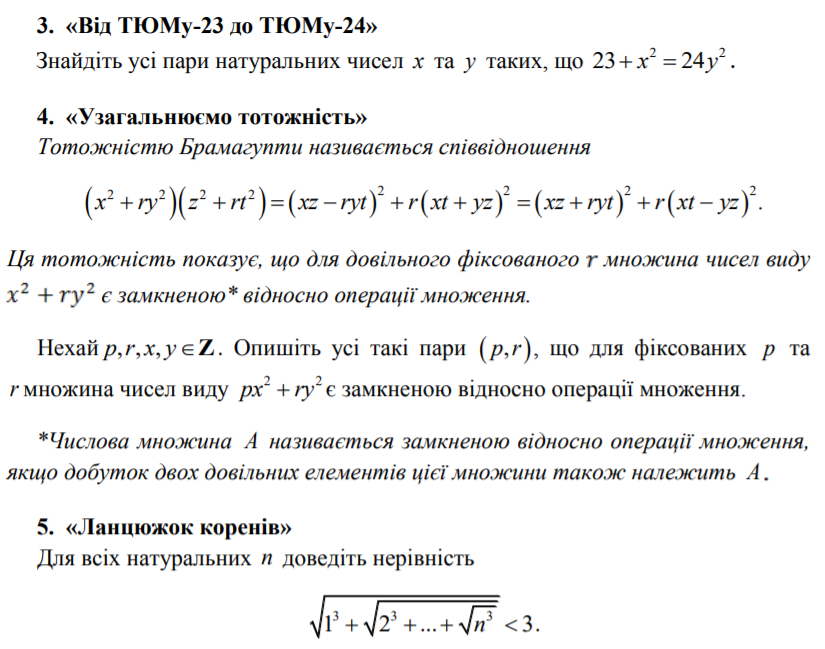 3. «Від ТЮМу-23 до ТЮМу-24»
Знайдіть усі пари натуральних чисел x та y таких, що 23 + x² = 24y².
4. «Узагальнюємо тотожність»
Тотожністю Брамагупти називається співвідношення
(x² + ry²)(z² + rt²) = (xz − ryt)² + r(xt + yz)² = (xz + ryt)² + r(xt − yz)².
Ця тотожність показує, що для довільного фіксованого r множина чисел виду
x² + ry² є замкненою* відносно операції множення.
Нехай p, r, x, y ∈ Z. Опишіть усі такі пари (p, r), що для фіксованих p та
r множина чисел виду px² + ry² є замкненою відносно операції множення.
*Числова множина A називається замкненою відносно операції множення,
якщо добуток двох довільних елементів цієї множини також належить A.
5. «Ланцюжок коренів»
Для всіх натуральних n доведіть нерівність
√(1³ + √(2³ + ... + √(n³))) < 3.